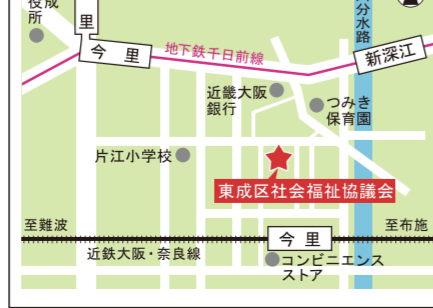 役成
所
里
今 里
地下鉄千日前線
分水路
新深江
近畿大阪
銀行
つみき
保育園
片江小学校
東成区社会福祉協議会
至難波
至布施
今 里
近鉄大阪・奈良線
コンビニエンス
ストア